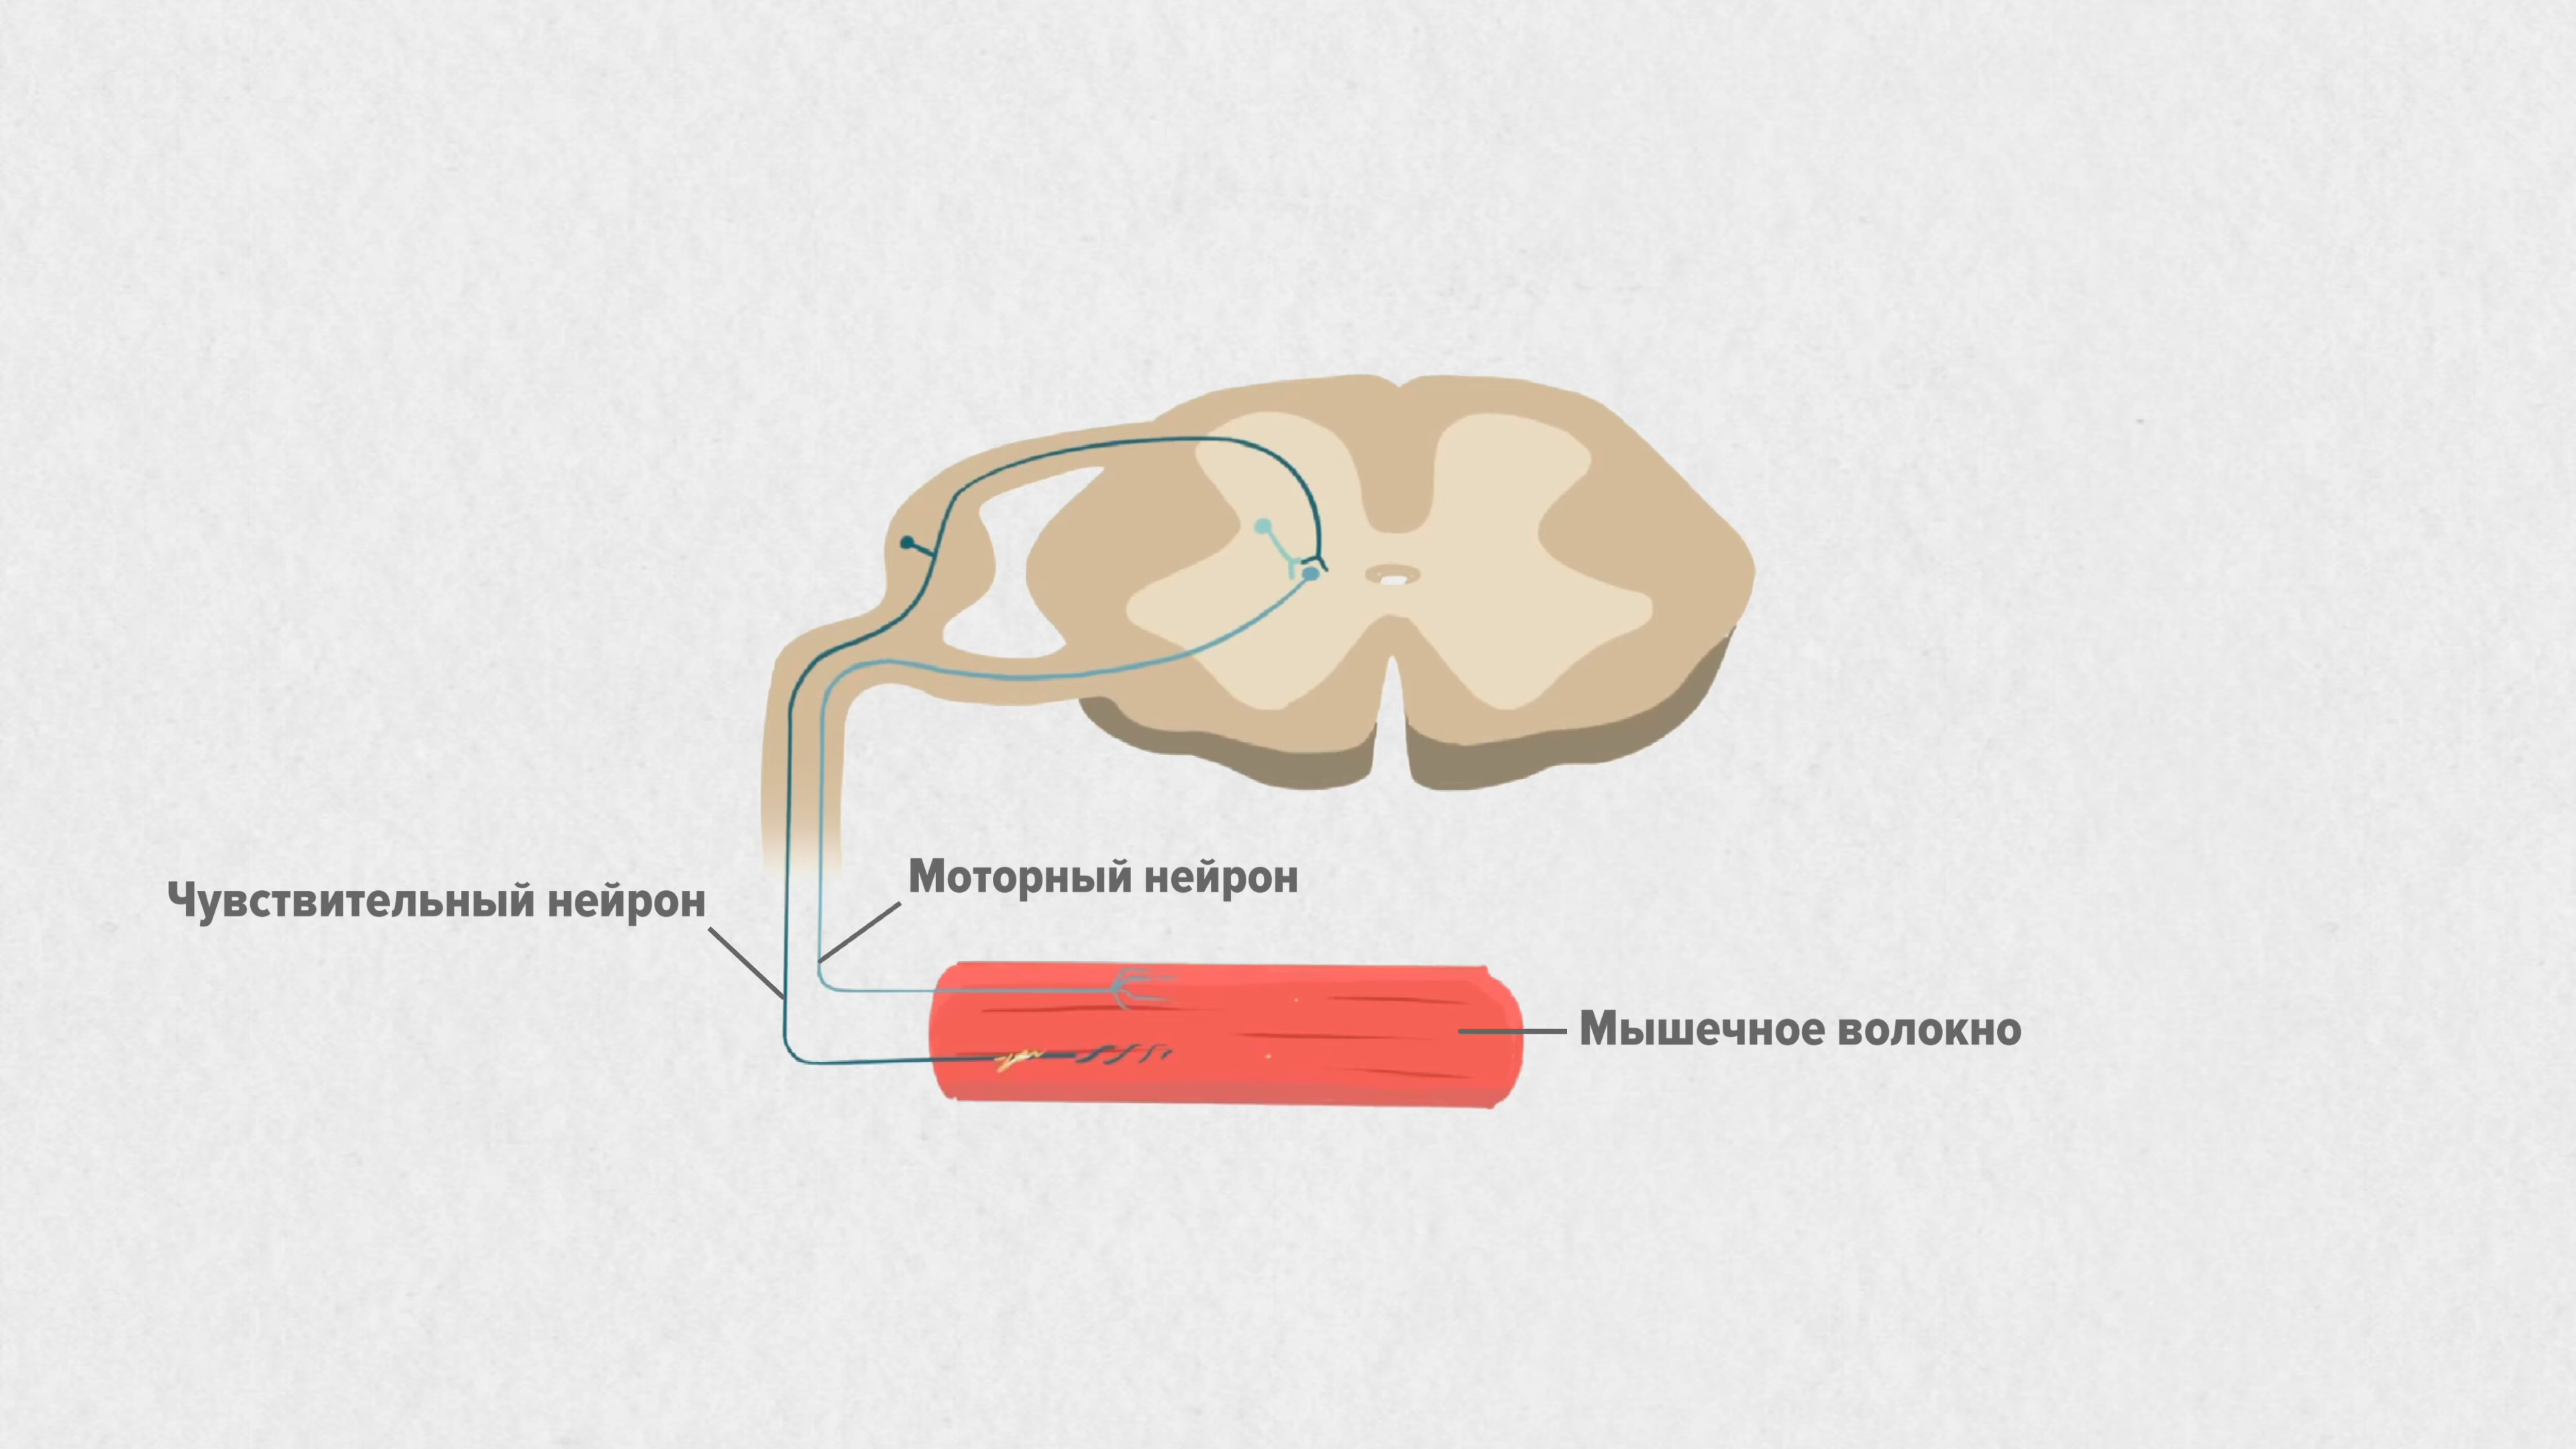 Моторный нейрон
Чувствительный нейрон
Мышечное волокно